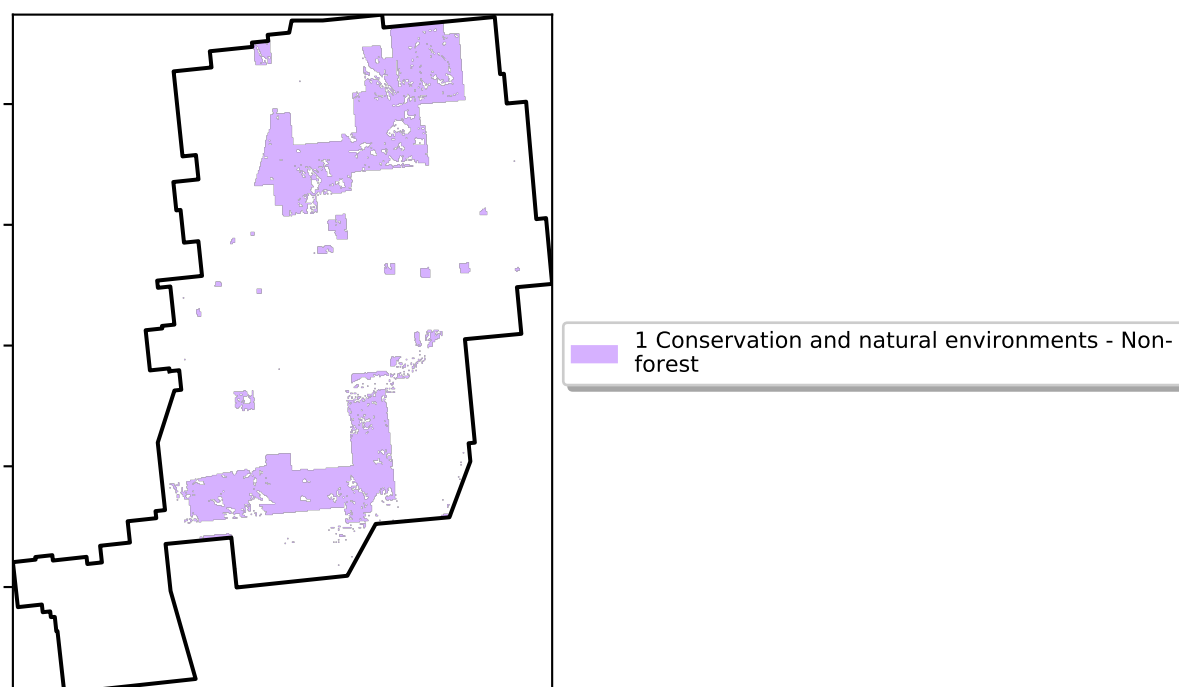 1 Conservation and natural environments - Non-
forest